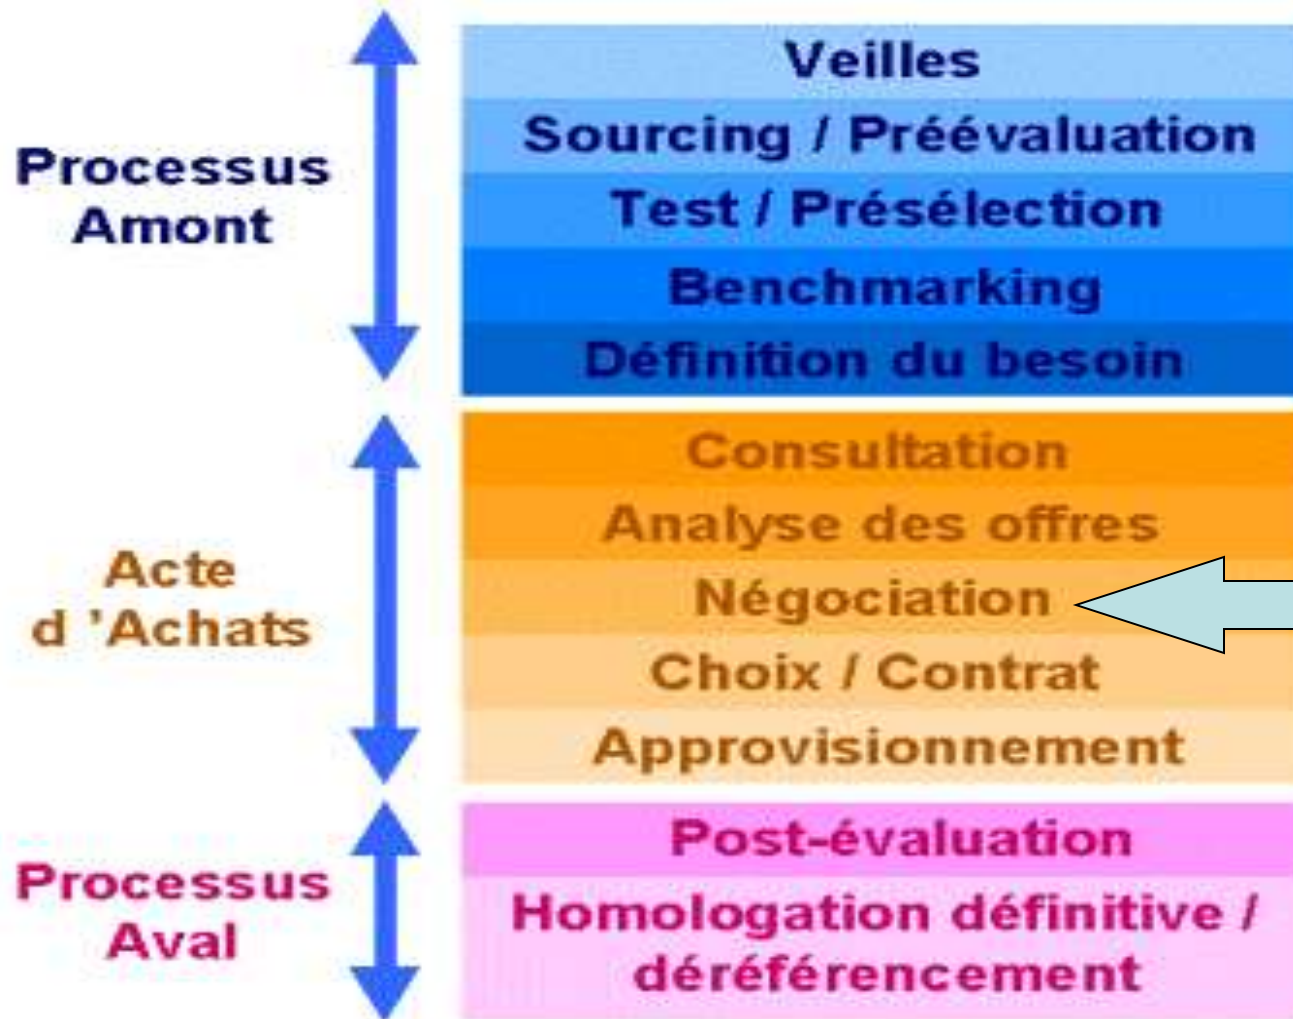 Processus
Amont
Veilles
Sourcing / Préévaluation
Test / Présélection
Benchmarking
Définition du besoin
Acte
d ’Achats
Consultation
Analyse des offres
Négociation
Choix / Contrat
Approvisionnement
Processus
Aval
Post-évaluation
Homologation définitive /
déréférencement